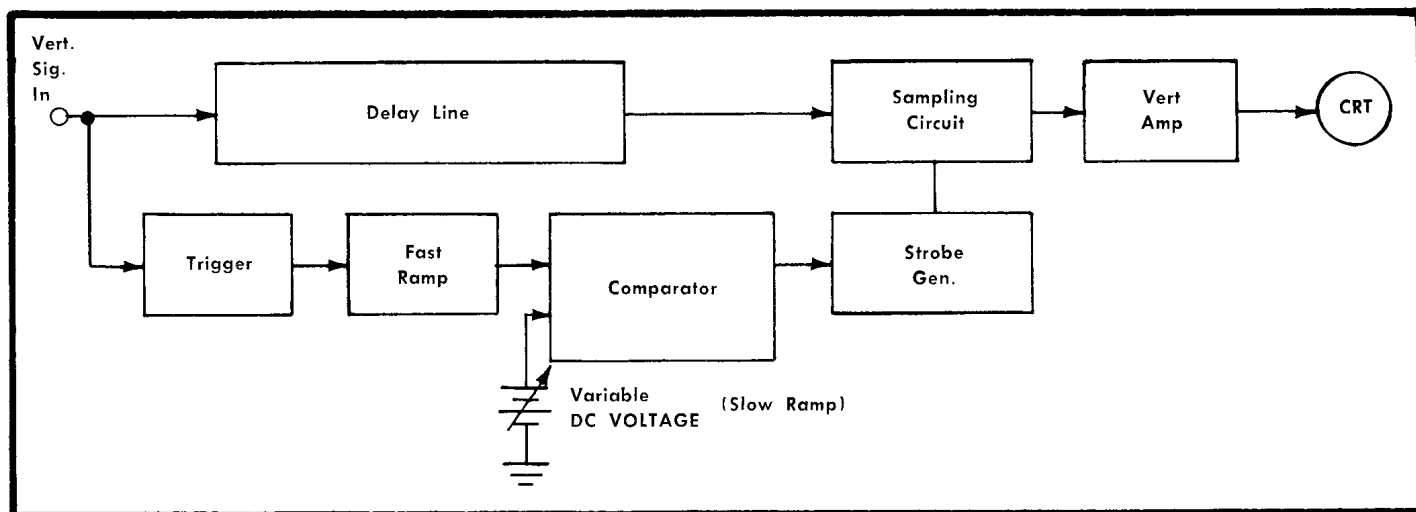 Vert.
Sig.
In
Delay Line
Sampling
Circuit
Vert
Amp
CRT
Trigger
Fast
Ramp
Comparator
Strobe
Gen.
Variable
DC VOLTAGE
(Slow Ramp)